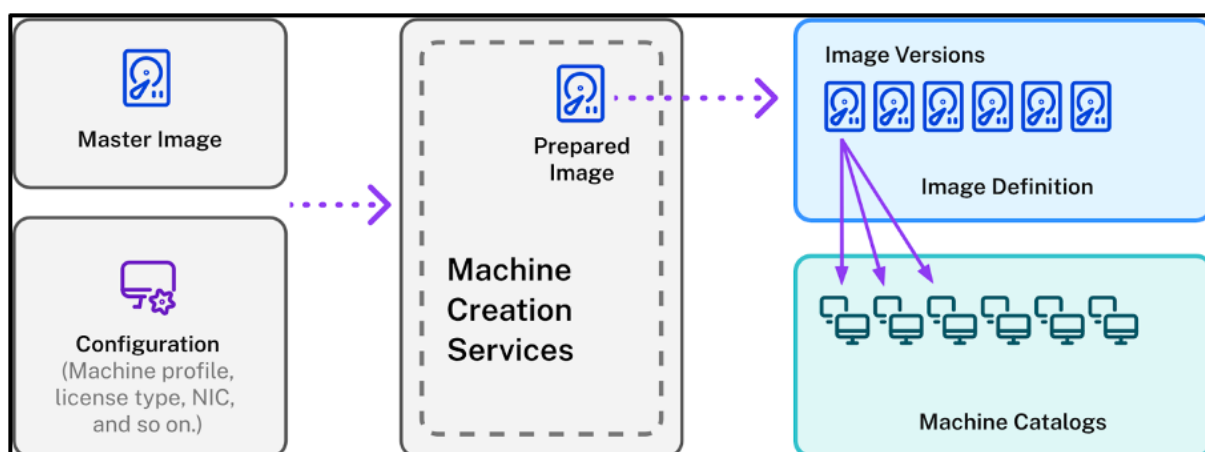 Master Image
Configuration
(Machine profile,
license type, NIC,
and so on.)
Prepared
Image
Machine
Creation
Services
Image Versions
Image Definition
Machine Catalogs